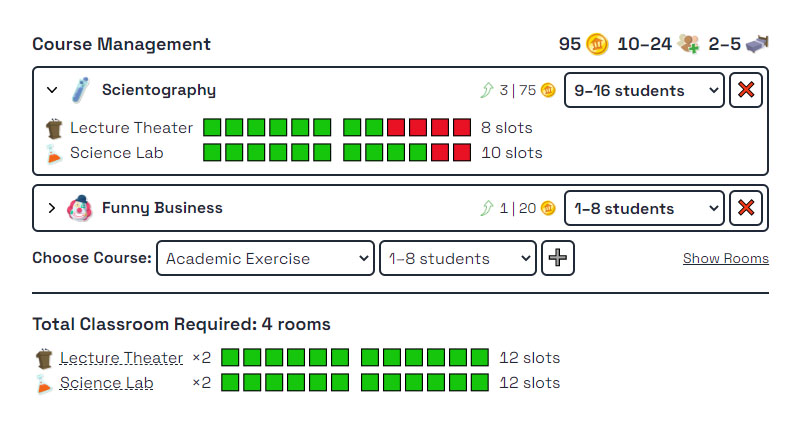 Course Management 95 10–24 2–5
Scientography 3 | 75 9–16 students
Lecture Theater 8 slots
Science Lab 10 slots
Funny Business 1 | 20 1–8 students
Choose Course: Academic Exercise 1–8 students Show Rooms
Total Classroom Required: 4 rooms
Lecture Theater ×2 12 slots
Science Lab ×2 12 slots